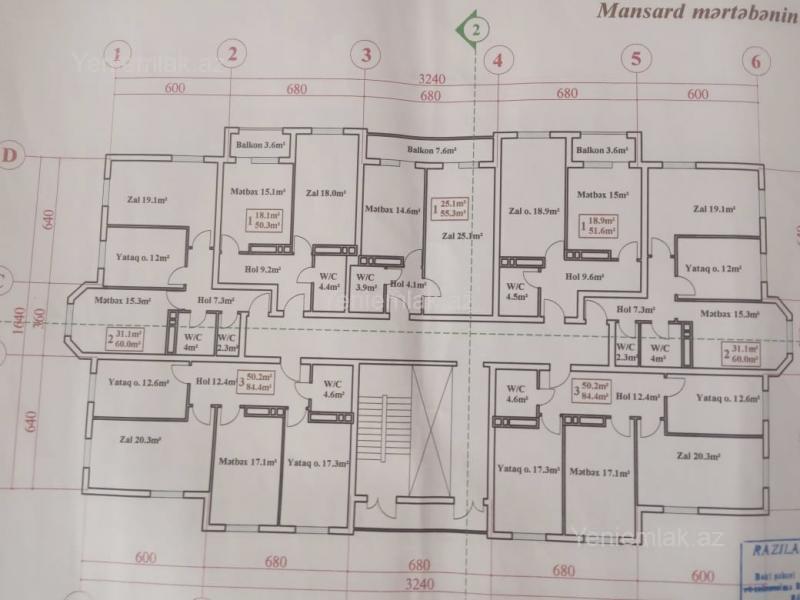 Mansard mərtəbənin
Yeniemlak.az
1
2
3
2
4
5
6
3240
600
680
680
680
600
D
Balkon 3.6m²
Balkon 7.6m²
Balkon 3.6m²
Zal 19.1m²
Mətbəx 15.1m²
Zal 18.0m²
Mətbəx 14.6m²
1 25.1m²
55.3m²
Zal 25.1m²
Zal o. 18.9m²
Mətbəx 15m²
Zal 19.1m²
1 18.1m²
50.3m²
1 18.9m²
51.6m²
640
Yataq o. 12m²
Hol 9.2m²
W/C
4.4m²
W/C
3.9m²
Hol 4.1m²
W/C
4.5m²
Hol 9.6m²
Yataq o. 12m²
C
Yeniemlak.az
Mətbəx 15.3m²
Hol 7.3m²
Hol 7.3m²
Mətbəx 15.3m²
1640
360
2 31.1m²
60.0m²
W/C
4m²
W/C
2.3m²
W/C
2.3m²
W/C
4m²
2 31.1m²
60.0m²
Yataq o. 12.6m²
Hol 12.4m²
3 50.2m²
84.4m²
W/C
4.6m²
W/C
4.6m²
3 50.2m²
84.4m²
Hol 12.4m²
Yataq o. 12.6m²
640
Zal 20.3m²
Mətbəx 17.1m²
Yataq o. 17.3m²
Yataq o. 17.3m²
Mətbəx 17.1m²
Zal 20.3m²
Yeniemlak.az
600
680
680
680
600
3240
2
RAZILA
Bakı şəhəri